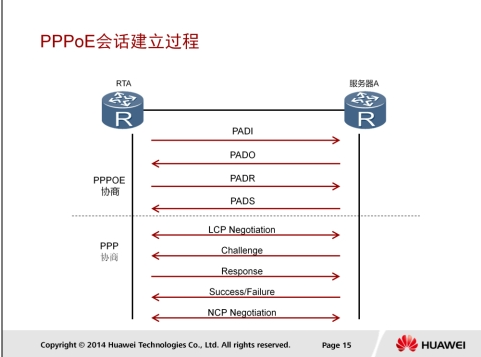 PPPoE会话建立过程
RTA
服务器A
R
R
PADI
PADO
PPPOE
协商
PADR
PADS
LCP Negotiation
PPP
协商
Challenge
Response
Success/Failure
NCP Negotiation
Copyright © 2014 Huawei Technologies Co., Ltd. All rights reserved.
Page 15
HUAWEI